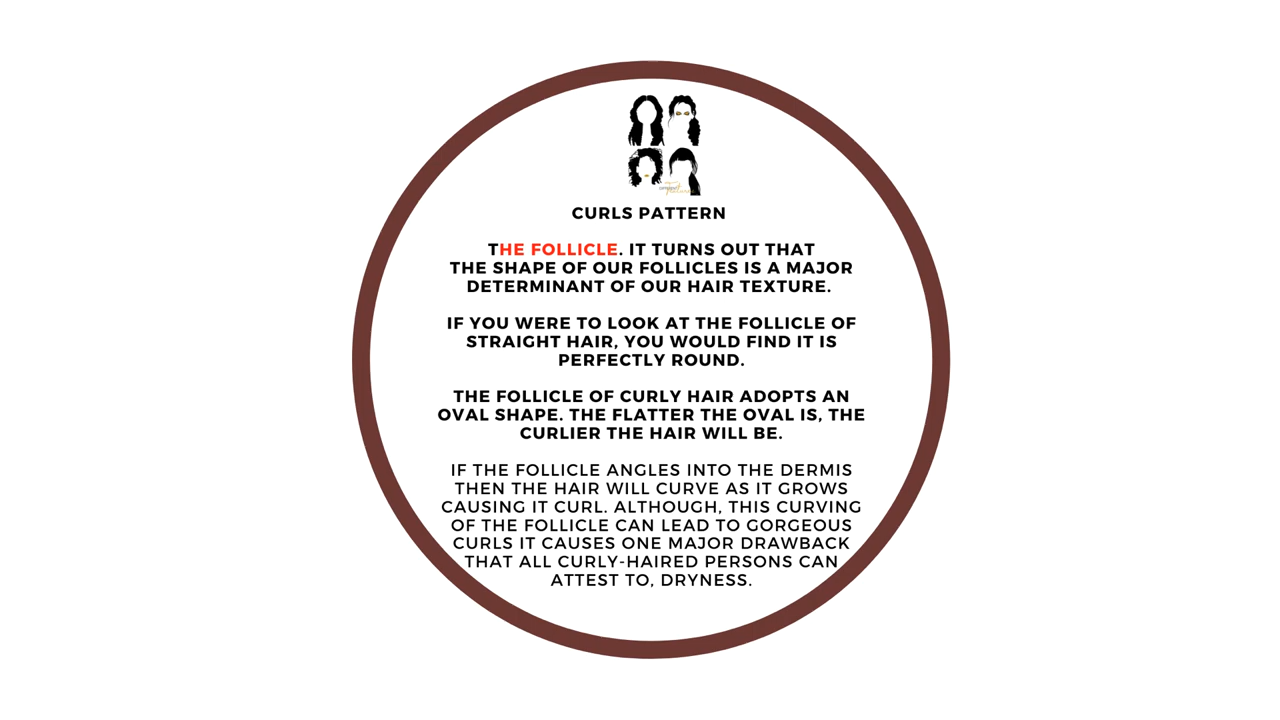 CURLS PATTERN
THE FOLLICLE. IT TURNS OUT THAT
THE SHAPE OF OUR FOLLICLES IS A MAJOR
DETERMINANT OF OUR HAIR TEXTURE.
IF YOU WERE TO LOOK AT THE FOLLICLE OF
STRAIGHT HAIR, YOU WOULD FIND IT IS
PERFECTLY ROUND.
THE FOLLICLE OF CURLY HAIR ADOPTS AN
OVAL SHAPE. THE FLATTER THE OVAL IS, THE
CURLIER THE HAIR WILL BE.
IF THE FOLLICLE ANGLES INTO THE DERMIS
THEN THE HAIR WILL CURVE AS IT GROWS
CAUSING IT CURL. ALTHOUGH, THIS CURVING
OF THE FOLLICLE CAN LEAD TO GORGEOUS
CURLS IT CAUSES ONE MAJOR DRAWBACK
THAT ALL CURLY-HAIRED PERSONS CAN
ATTEST TO, DRYNESS.